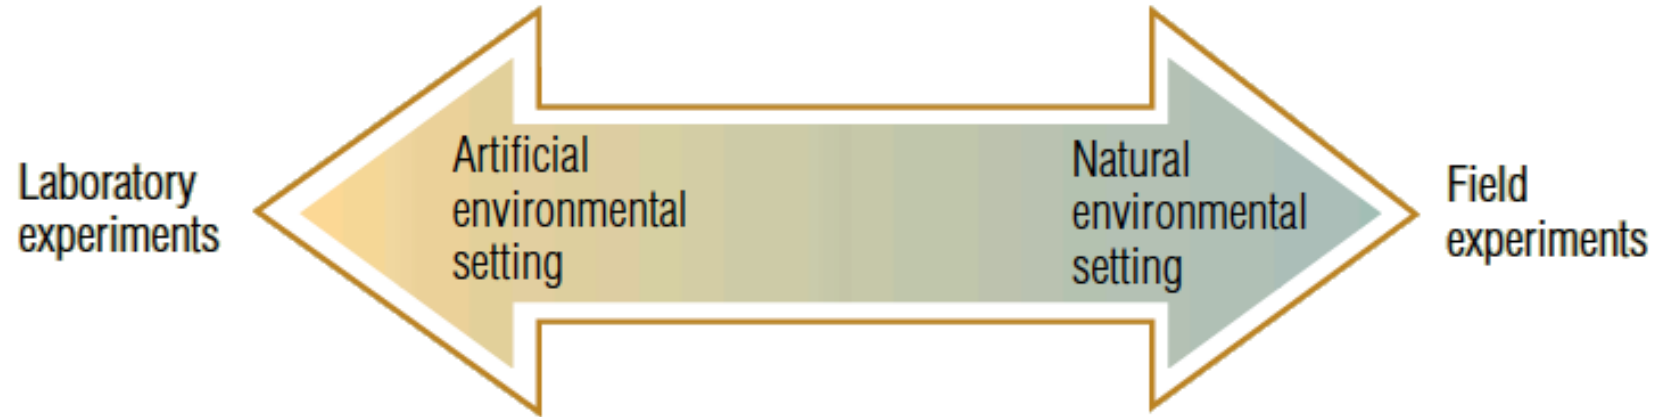 Laboratory
experiments
Artificial
environmental
setting
Natural
environmental
setting
Field
experiments